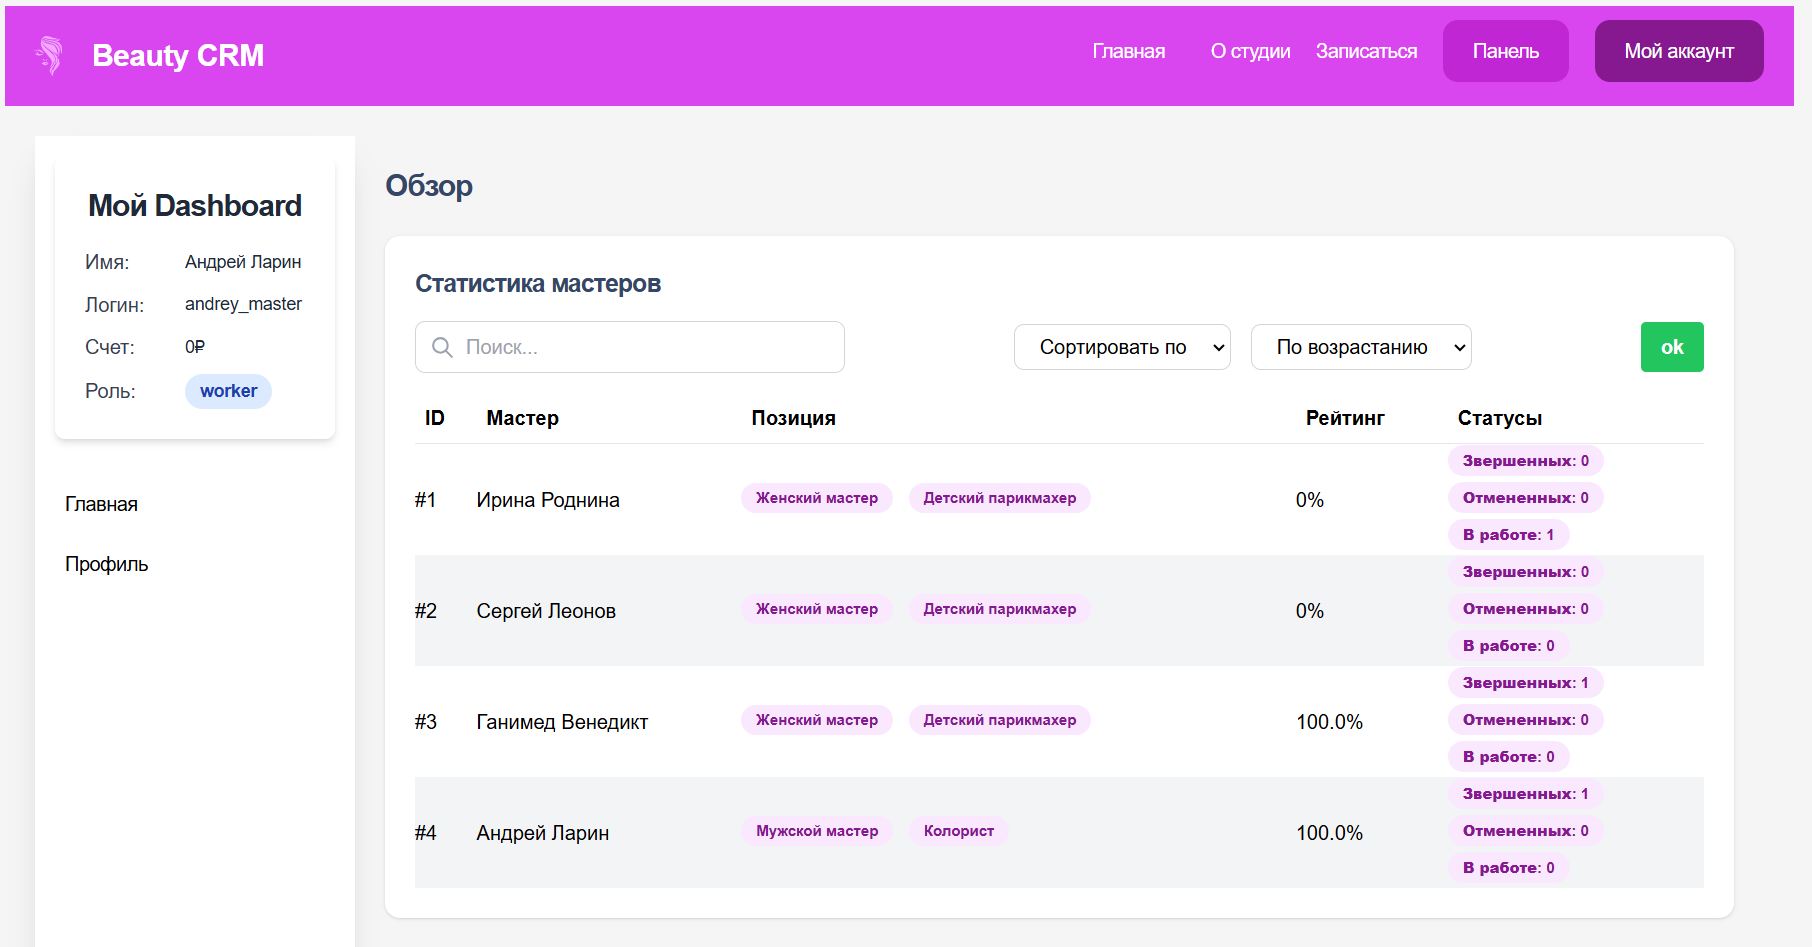 Beauty CRM
Главная
О студии
Записаться
Панель
Мой аккаунт
Мой Dashboard
Имя: Андрей Ларин
Логин: andrey_master
Счет: 0₽
Роль: worker
Главная
Профиль
Обзор
Статистика мастеров
Поиск...
Сортировать по
По возрастанию
ok
ID Мастер Позиция Рейтинг Статусы
#1 Ирина Роднина Женский мастер Детский парикмахер 0%
Звершенных: 0
Отмененных: 0
В работе: 1
#2 Сергей Леонов Женский мастер Детский парикмахер 0%
Звершенных: 0
Отмененных: 0
В работе: 0
#3 Ганимед Венедикт Женский мастер Детский парикмахер 100.0%
Звершенных: 1
Отмененных: 0
В работе: 0
#4 Андрей Ларин Мужской мастер Колорист 100.0%
Звершенных: 1
Отмененных: 0
В работе: 0